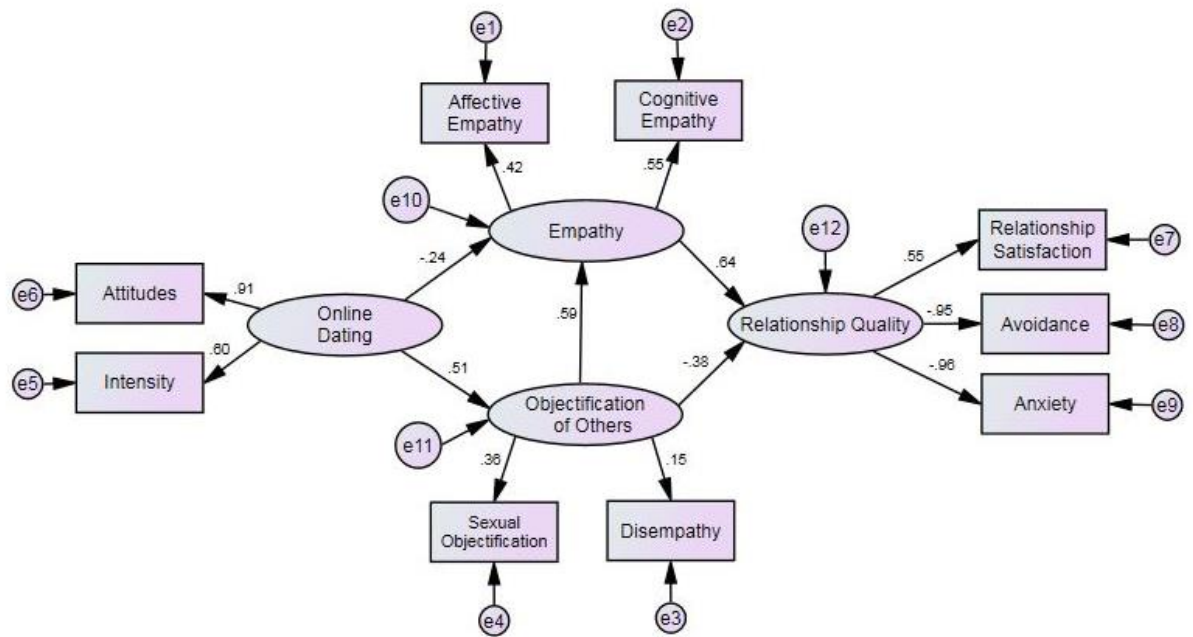 e1
e2
Affective
Empathy
Cognitive
Empathy
.42
.55
e10
Empathy
e12
Relationship
Satisfaction
e7
.55
-.24
.64
e6
Attitudes
.91
Online
Dating
.59
Relationship Quality
-.95
Avoidance
e8
.60
e5
Intensity
.51
-.38
-.96
Anxiety
e9
Objectification
of Others
e11
.36
.15
Sexual
Objectification
Disempathy
e4
e3